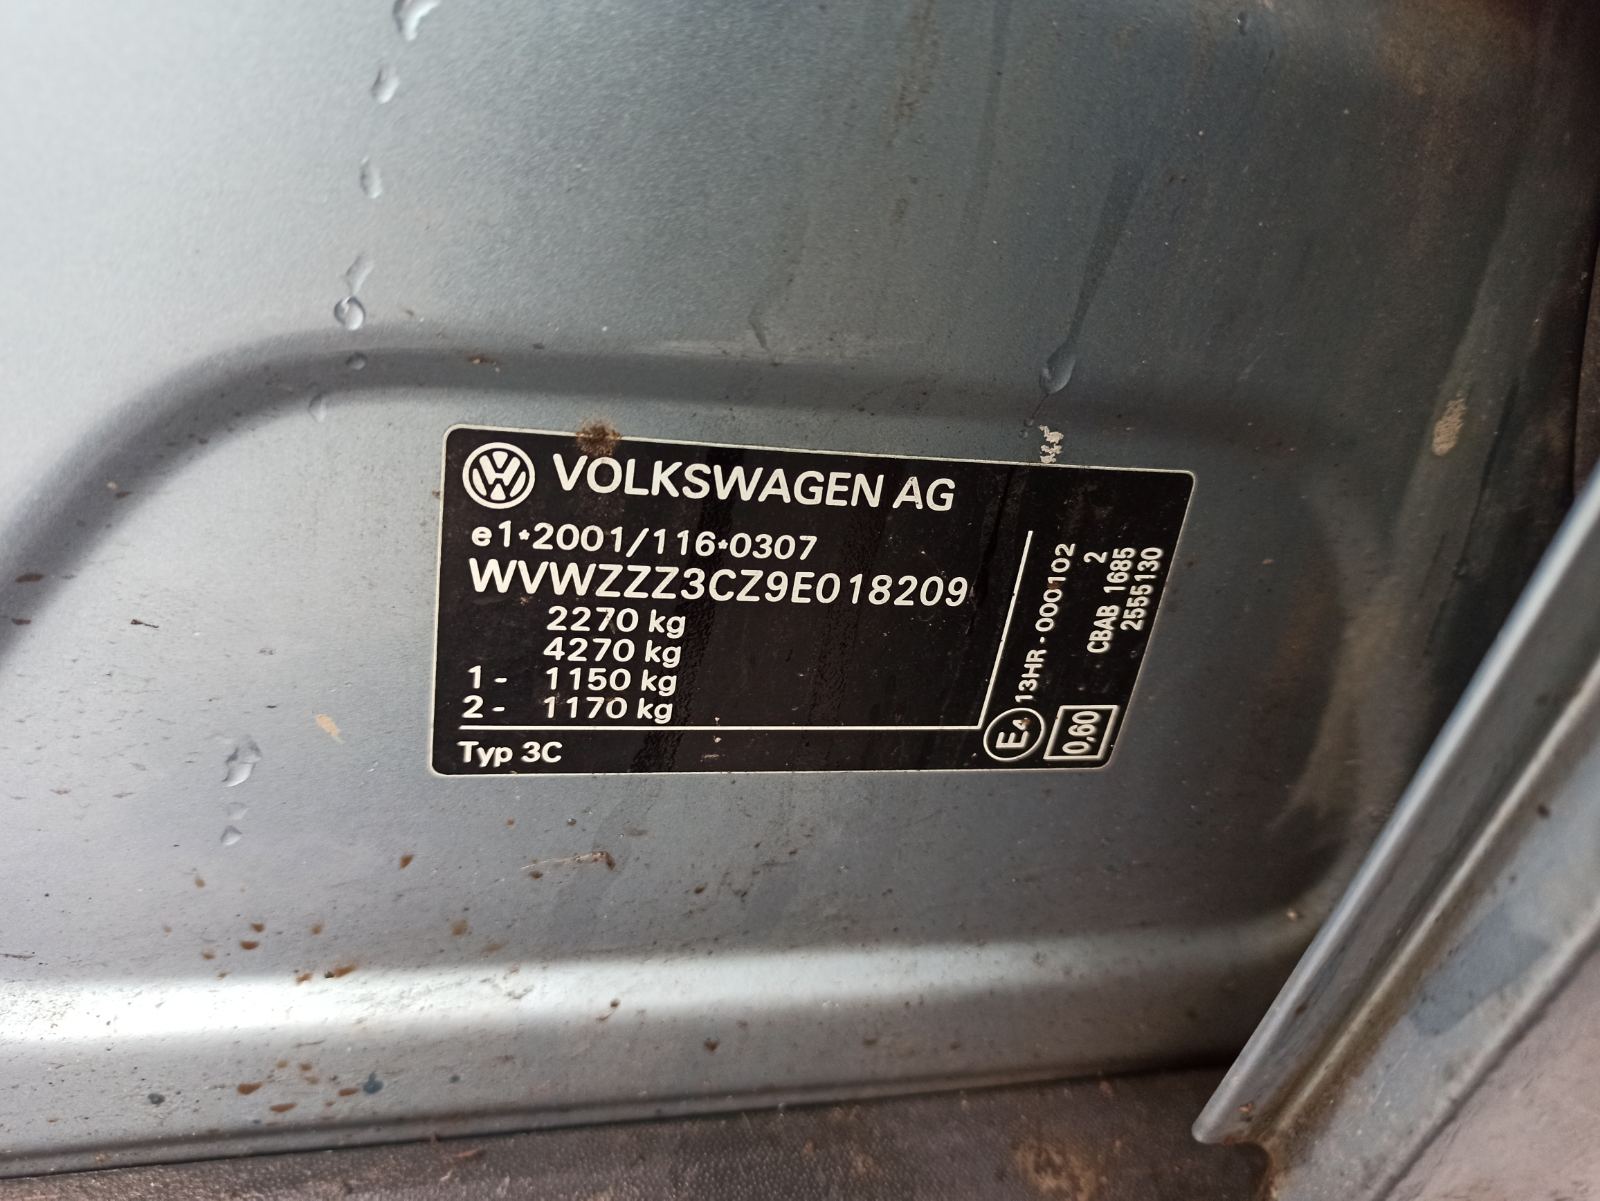 VOLKSWAGEN AG
e1*2001/116*0307
WVWZZZ3CZ9E018209
2270 kg
4270 kg
1- 1150 kg
2- 1170 kg
Typ 3C
E4 13HR-000102
0,60
2
CBAB 1685
2555130